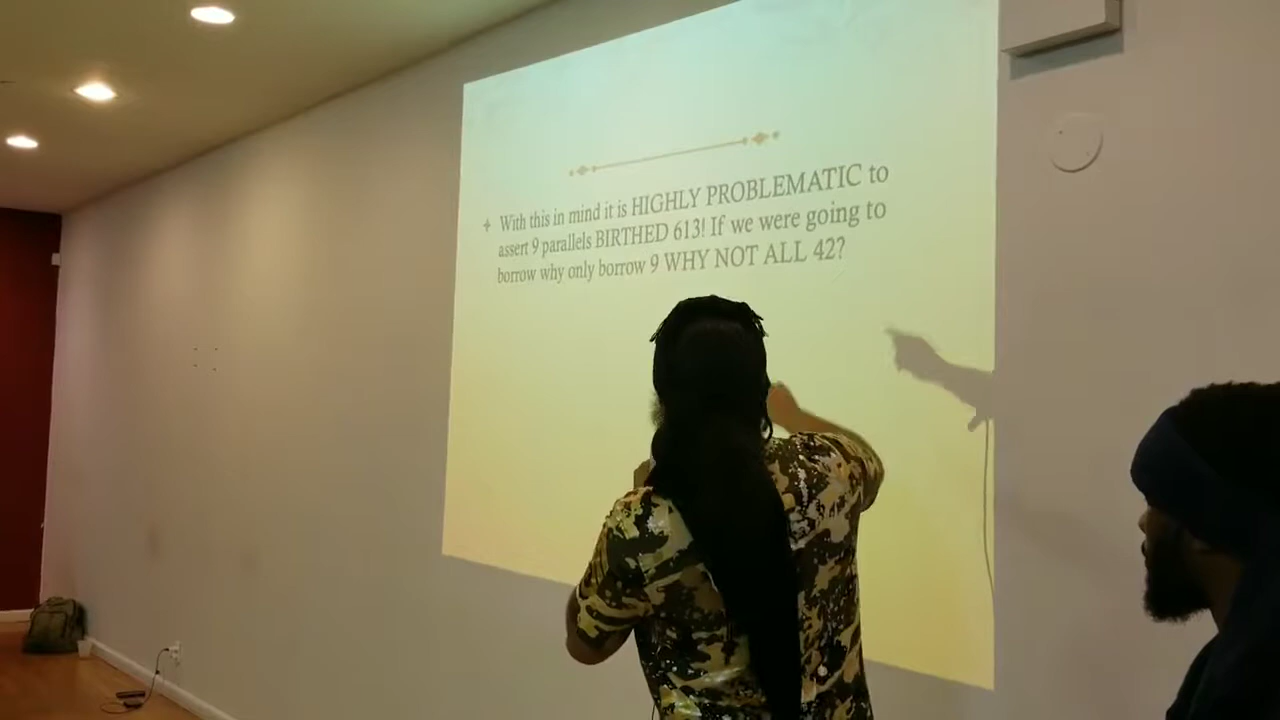 With this in mind it is HIGHLY PROBLEMATIC to
assert 9 parallels BIRTHED 613! If we were going to
borrow why only borrow 9 WHY NOT ALL 42?